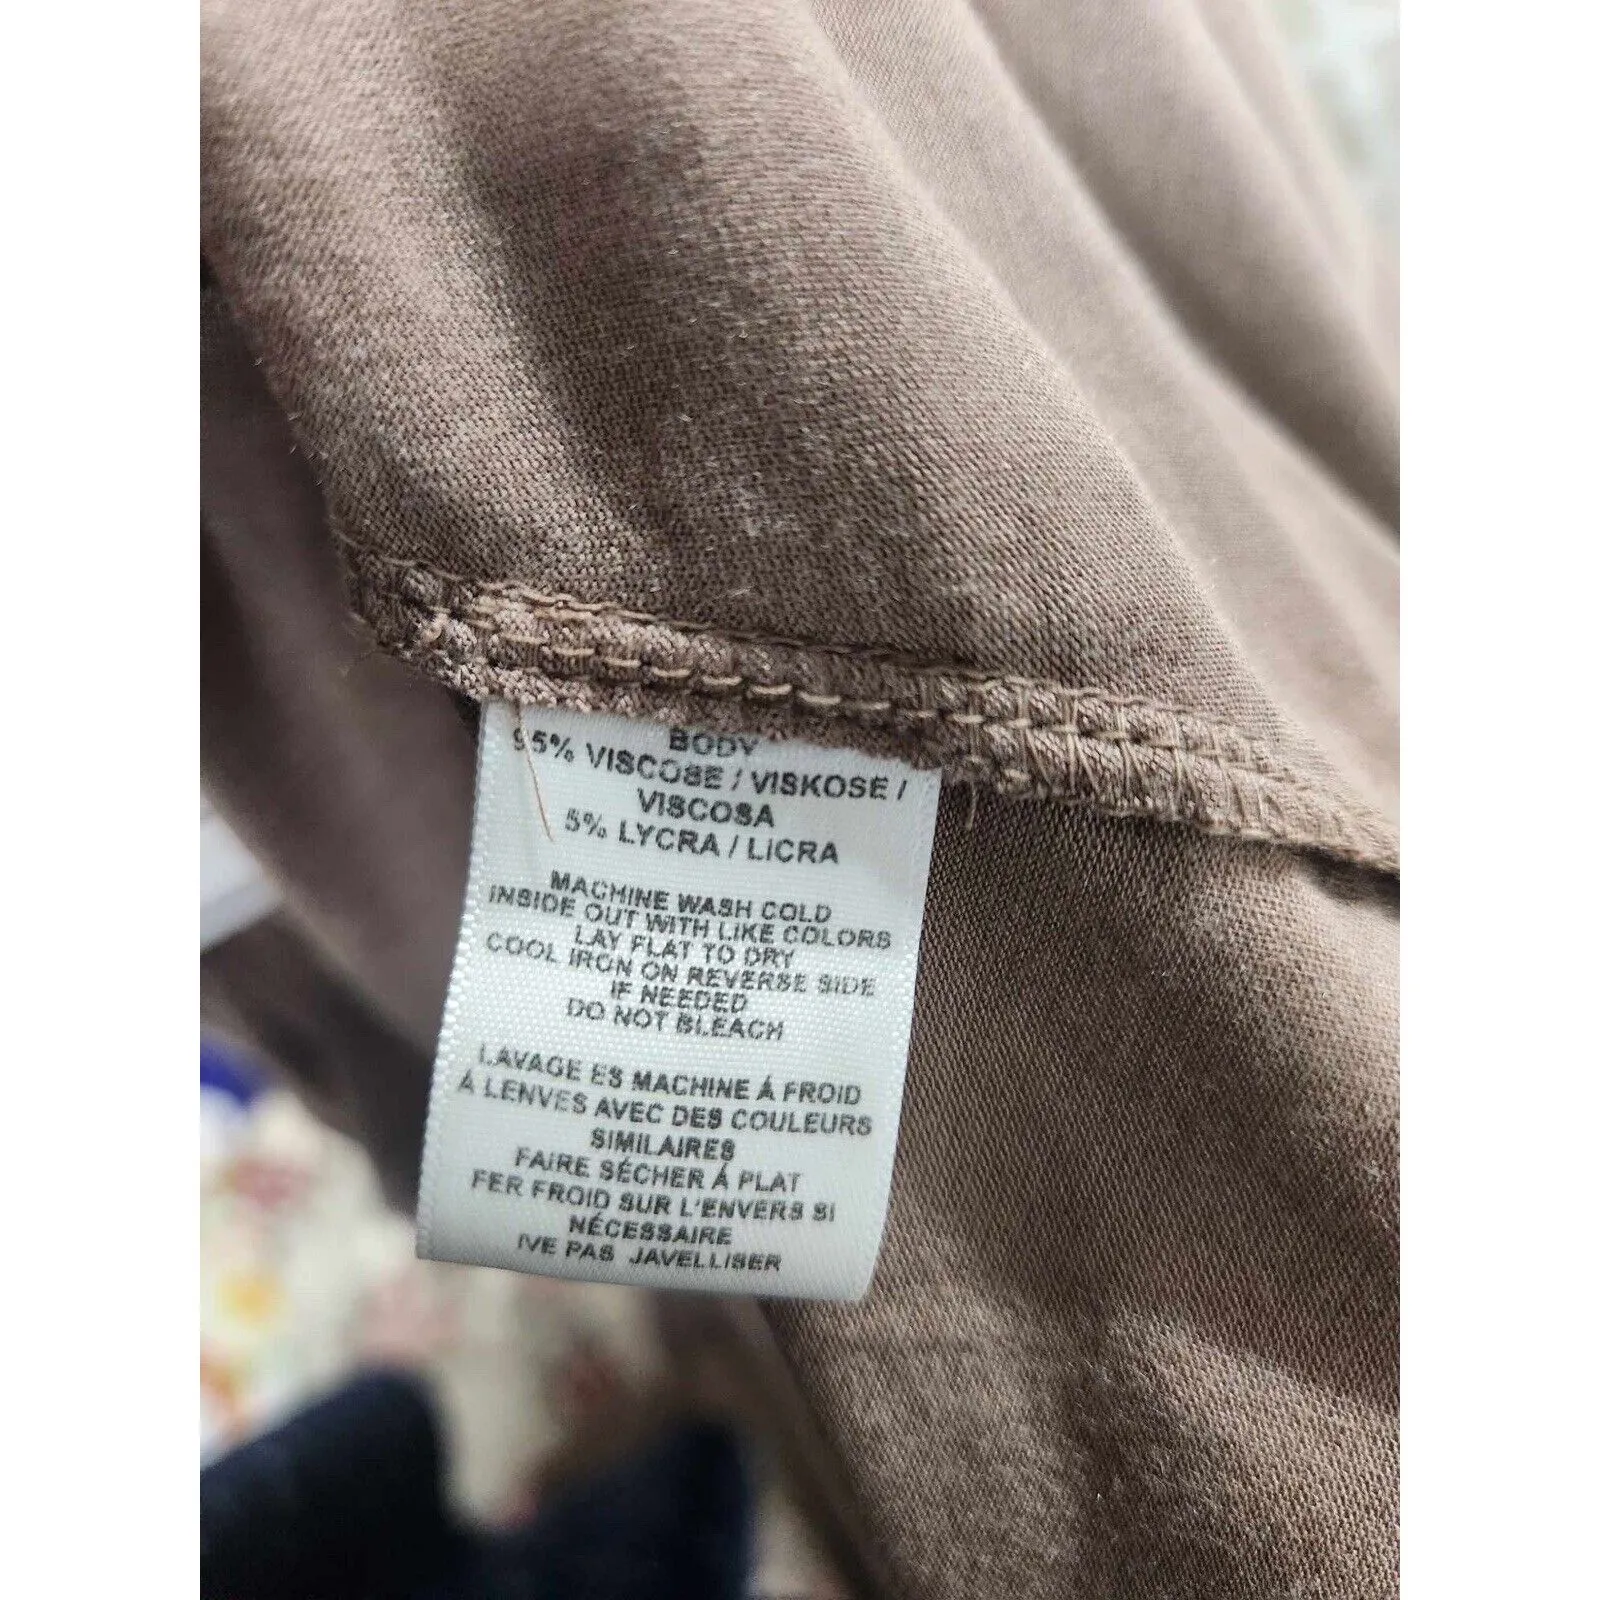 BODY
95% VISCOSE / VISKOSE /
VISCOSA
5% LYCRA / LICRA
MACHINE WASH COLD
INSIDE OUT WITH LIKE COLORS
LAY FLAT TO DRY
COOL IRON ON REVERSE SIDE
IF NEEDED
DO NOT BLEACH
LAVAGE ES MACHINE Á FROID
Á LENVES AVEC DES COULEURS
SIMILAIRES
FAIRE SÉCHER Á PLAT
FER FROID SUR L'ENVERS SI
NÉCESSAIRE
NE PAS JAVELLISER